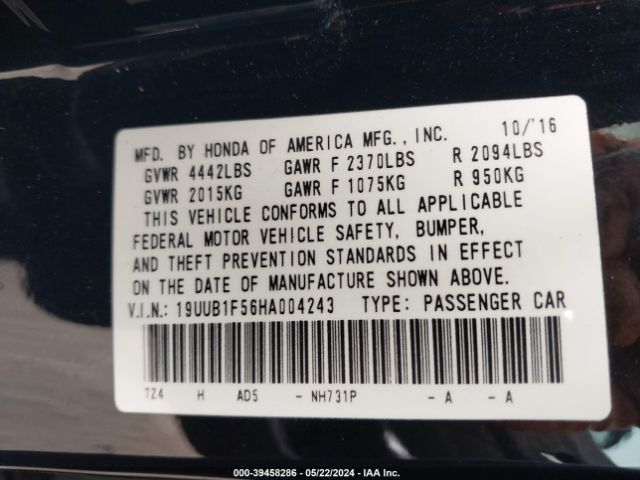 MFD. BY HONDA OF AMERICA MFG., INC. 10/'16
GVWR 4442LBS GAWR F 2370LBS R 2094LBS
GVWR 2015KG GAWR F 1075KG R 950KG
THIS VEHICLE CONFORMS TO ALL APPLICABLE
FEDERAL MOTOR VEHICLE SAFETY, BUMPER,
AND THEFT PREVENTION STANDARDS IN EFFECT
ON THE DATE OF MANUFACTURE SHOWN ABOVE.
V.I.N.: 19UUB1F56HA004243 TYPE: PASSENGER CAR
TZ4 H AD5 - NH731P - A - A
000-39458286 - 05/22/2024 - IAA Inc.